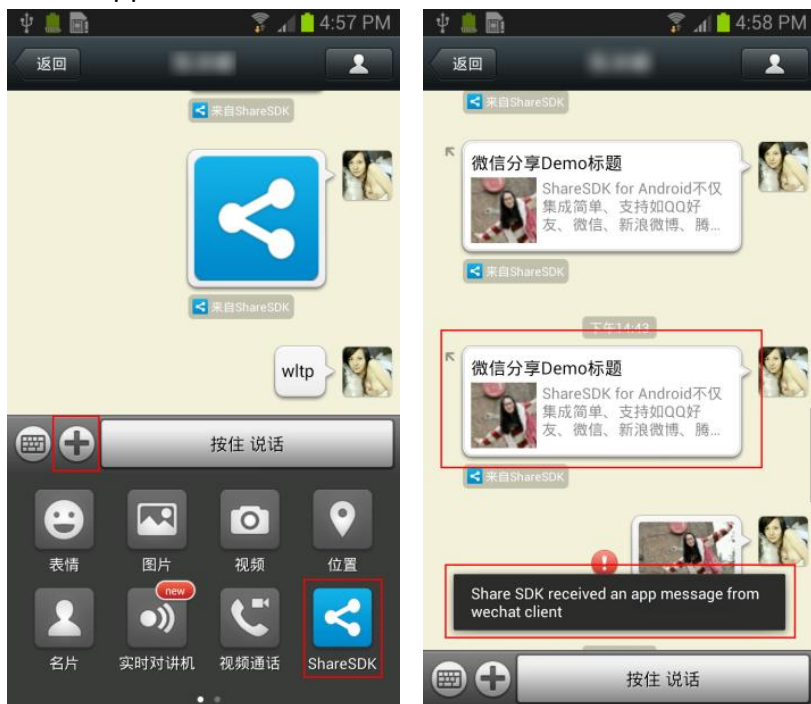 4:57 PM
返回
来自ShareSDK
来自ShareSDK
wltp
按住 说话
表情
图片
视频
位置
new
名片
实时对讲机
视频通话
ShareSDK
4:58 PM
返回
来自ShareSDK
微信分享Demo标题
ShareSDK for Android不仅
集成简单、支持如QQ好
友、微信、新浪微博、腾...
来自ShareSDK
下午14:43
微信分享Demo标题
ShareSDK for Android不仅
集成简单、支持如QQ好
友、微信、新浪微博、腾...
来自ShareSDK
Share SDK received an app message from
wechat client
按住 说话